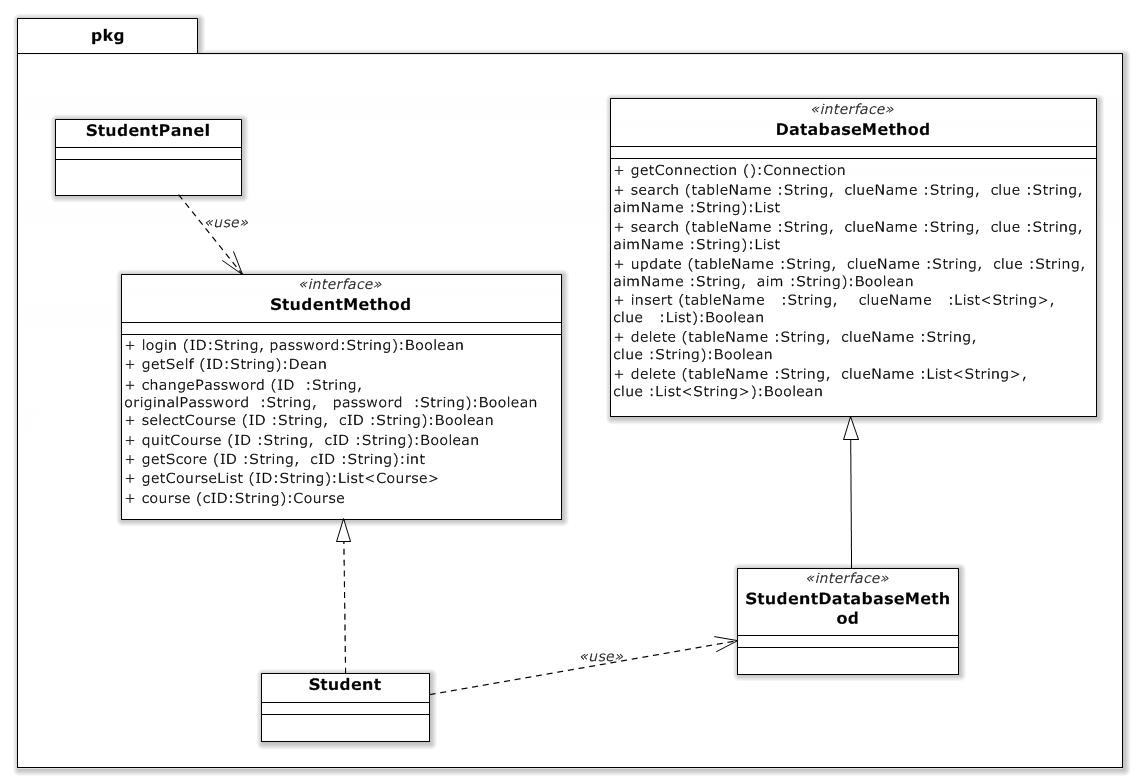 pkg
StudentPanel
«use»
«interface»
StudentMethod
+ login (ID:String, password:String):Boolean
+ getSelf (ID:String):Dean
+ changePassword (ID :String,
originalPassword :String, password :String):Boolean
+ selectCourse (ID :String, cID :String):Boolean
+ quitCourse (ID :String, cID :String):Boolean
+ getScore (ID :String, cID :String):int
+ getCourseList (ID:String):List<Course>
+ course (cID:String):Course
«interface»
DatabaseMethod
+ getConnection ():Connection
+ search (tableName :String, clueName :String, clue :String,
aimName :String):List
+ search (tableName :String, clueName :String, clue :String,
aimName :String):List
+ update (tableName :String, clueName :String, clue :String,
aimName :String, aim :String):Boolean
+ insert (tableName :String, clueName :List<String>,
clue :List):Boolean
+ delete (tableName :String, clueName :String,
clue :String):Boolean
+ delete (tableName :String, clueName :List<String>,
clue :List<String>):Boolean
«interface»
StudentDatabaseMeth
od
«use»
Student